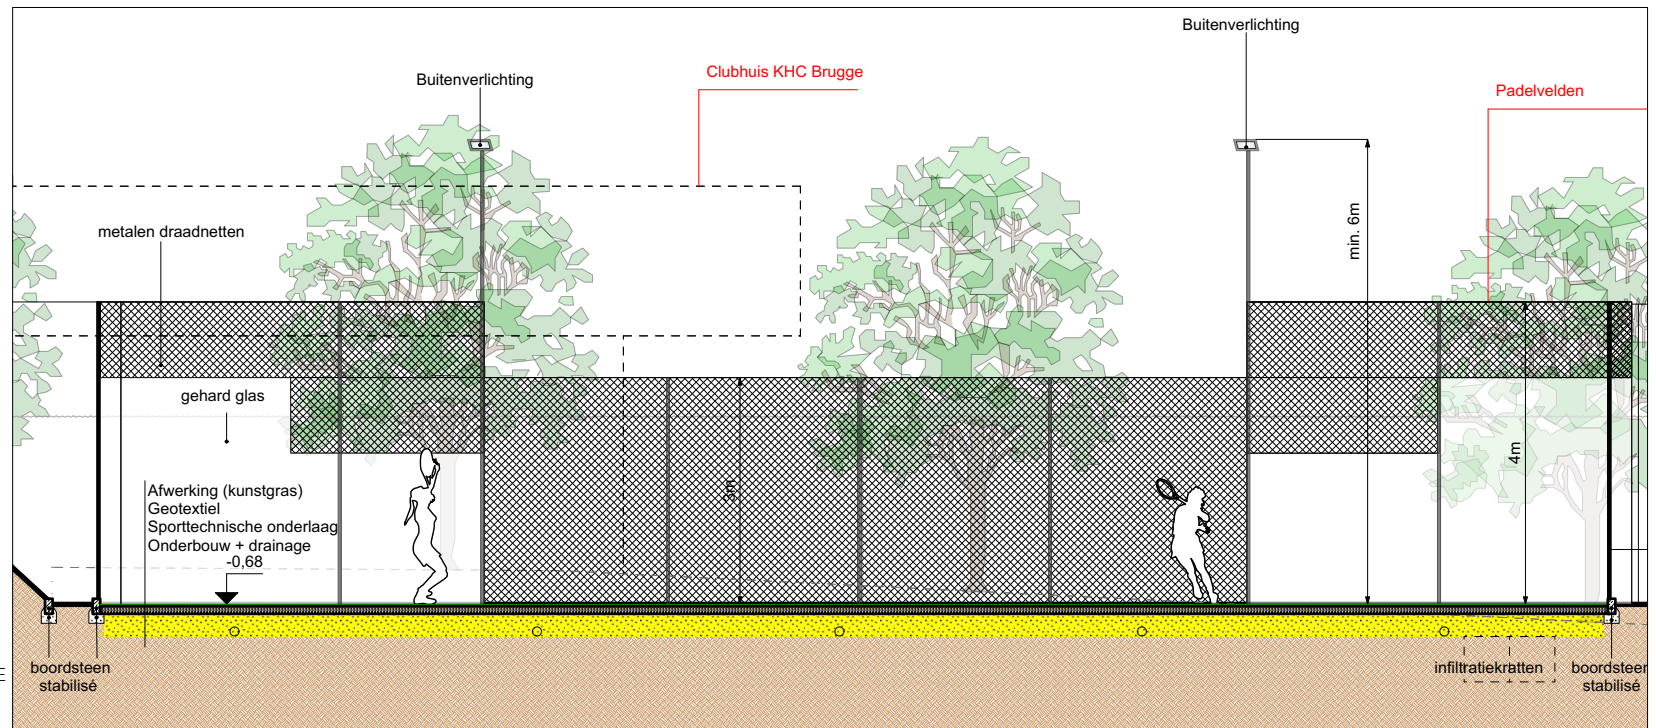 Buitenverlichting
Clubhuis KHC Brugge
Buitenverlichting
Padelvelden
metalen draadnetten
min. 6m
gehard glas
3m
4m
Afwerking (kunstgras)
Geotextiel
Sporttechnische onderlaag
Onderbouw + drainage
-0,68
boordsteen
stabilisé
infiltratiekratten
boordsteen
stabilisé